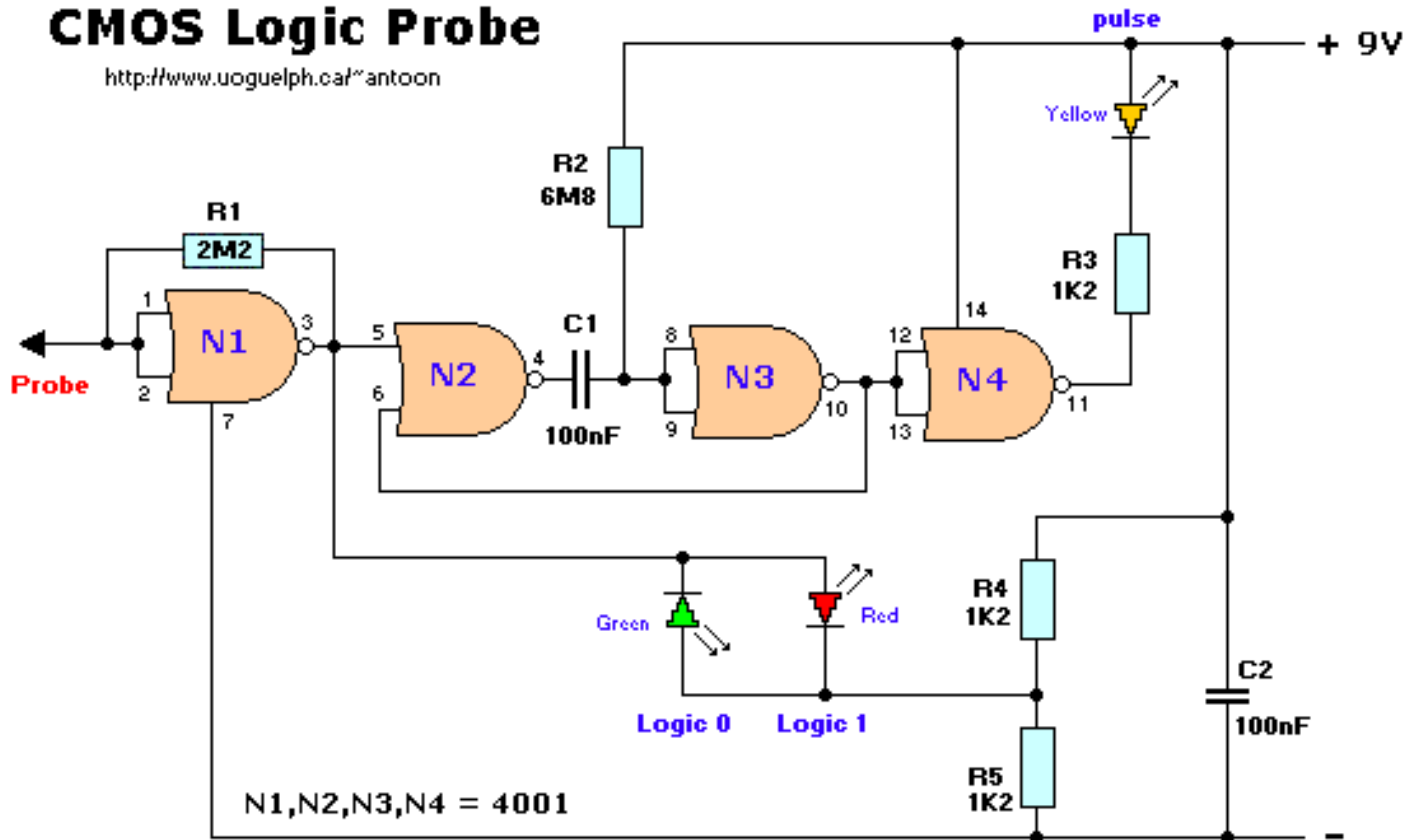 CMOS Logic Probe
http://www.uoguelph.ca/~antoon
pulse
+ 9V
Yellow
R2
6M8
R1
2M2
R3
1K2
1
2
3
7
N1
Probe
5
6
4
N2
C1
100nF
8
9
10
N3
12
13
14
11
N4
Green
Red
Logic 0
Logic 1
R4
1K2
C2
100nF
R5
1K2
N1,N2,N3,N4 = 4001
-